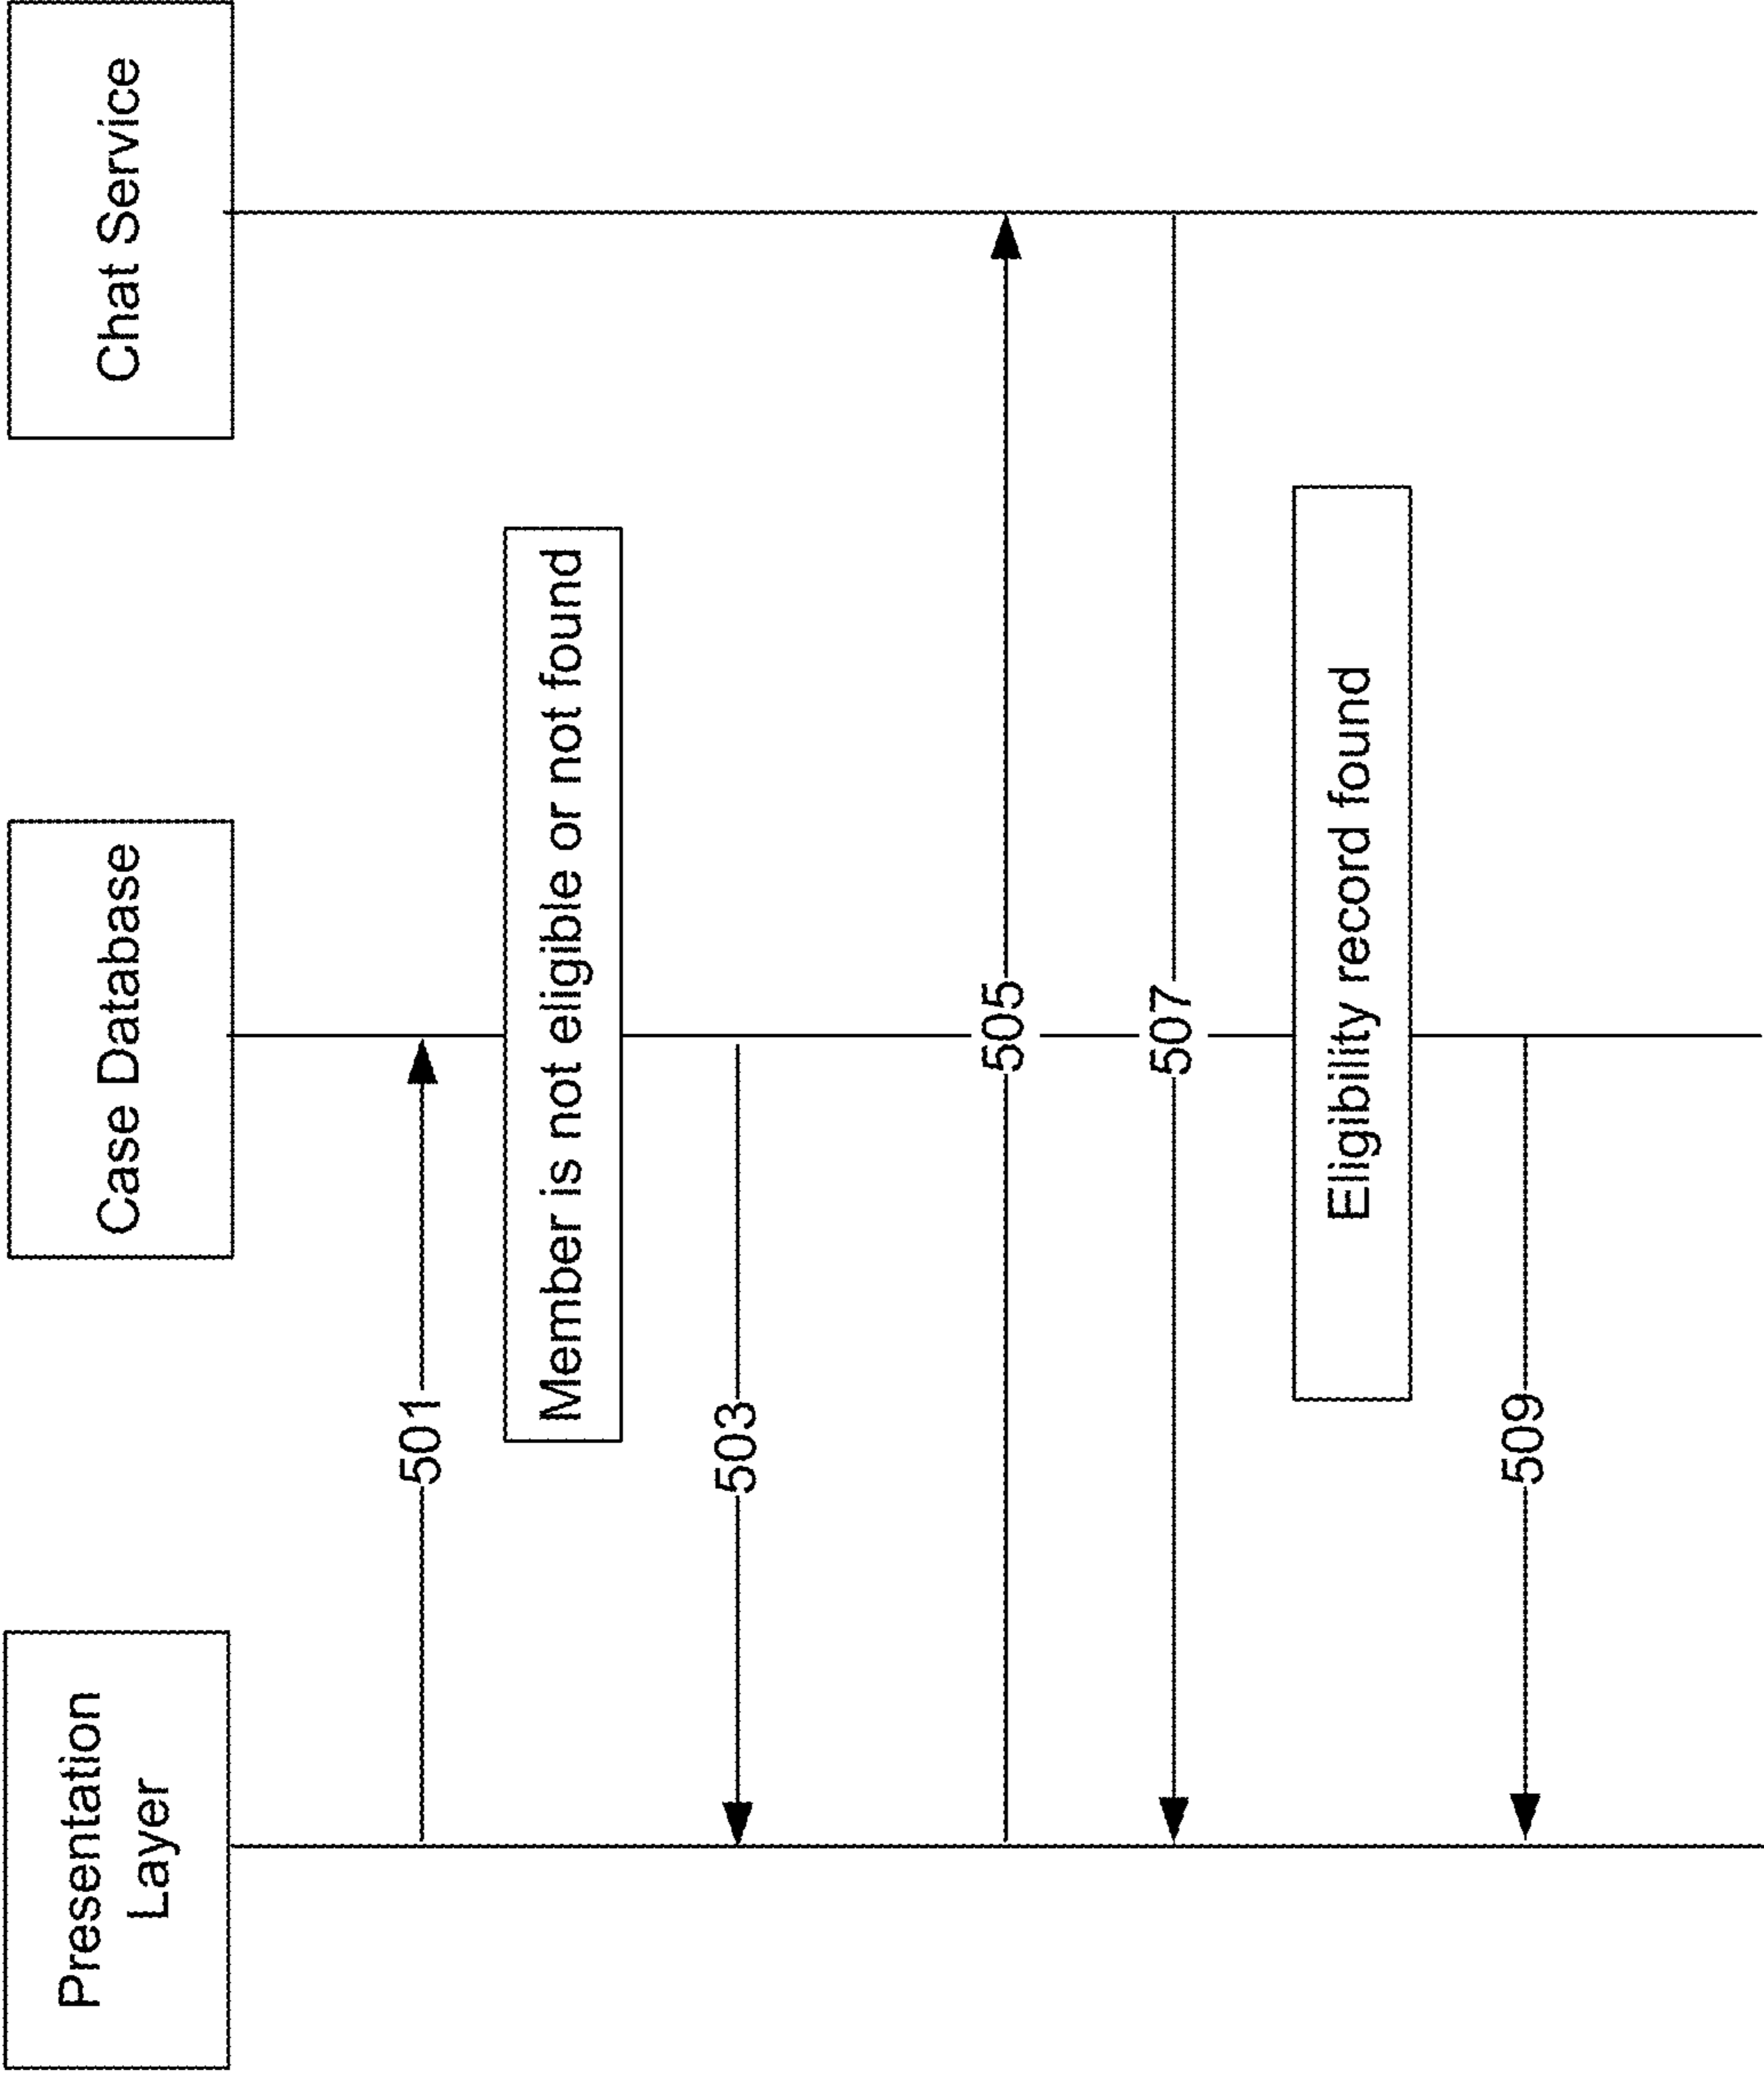 Presentation
Layer
Case Database
Chat Service
501
Member is not eligible or not found
503
505
507
Eligibility record found
509